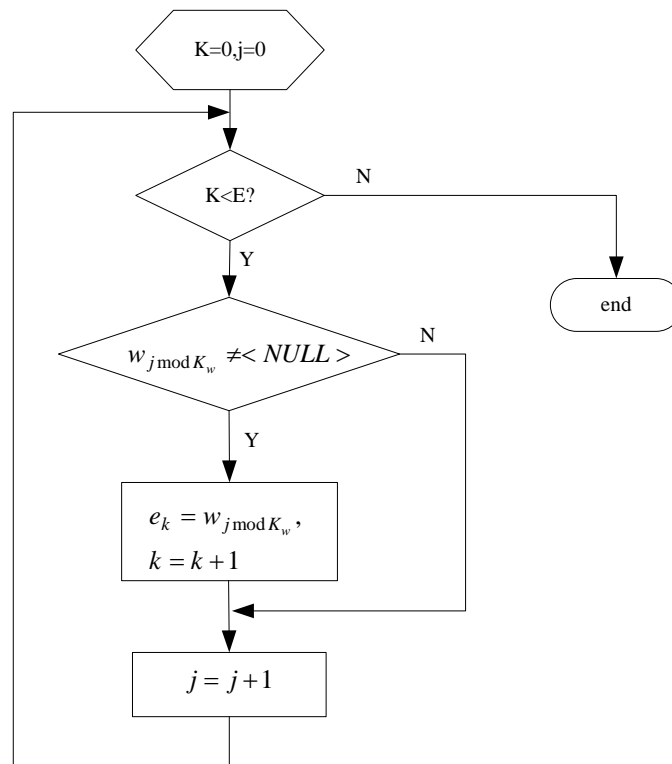 K=0,j=0
K<E?
N
Y
end
w_{j mod K_w} ≠< NULL >
N
Y
e_k = w_{j mod K_w} ,
k = k + 1
j = j + 1